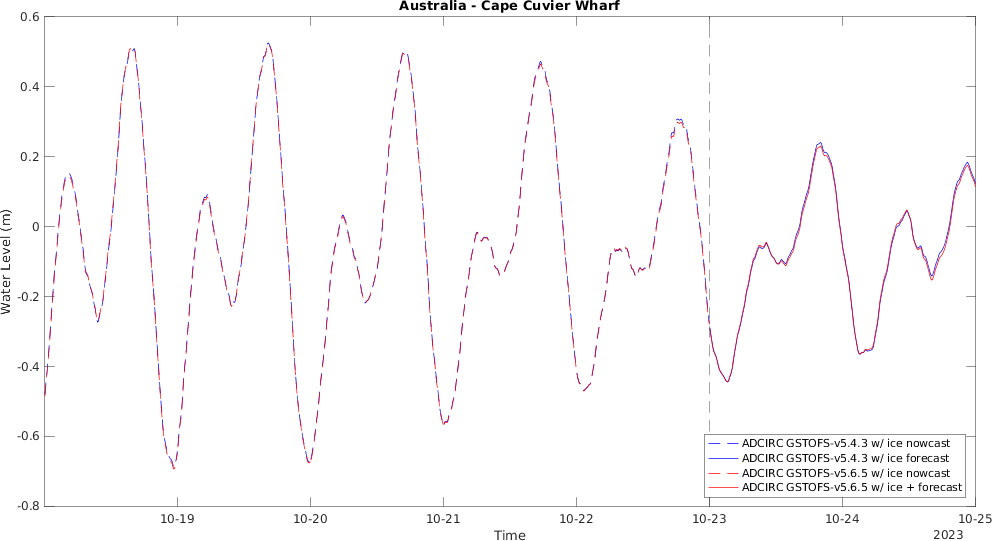 Australia - Cape Cuvier Wharf
0.6
0.4
0.2
0
-0.2
-0.4
-0.6
-0.8
Water Level (m)
10-19
10-20
10-21
10-22
10-23
10-24
10-25
Time
2023
ADCIRC GSTOFS-v5.4.3 w/ ice nowcast
ADCIRC GSTOFS-v5.4.3 w/ ice forecast
ADCIRC GSTOFS-v5.6.5 w/ ice nowcast
ADCIRC GSTOFS-v5.6.5 w/ ice + forecast